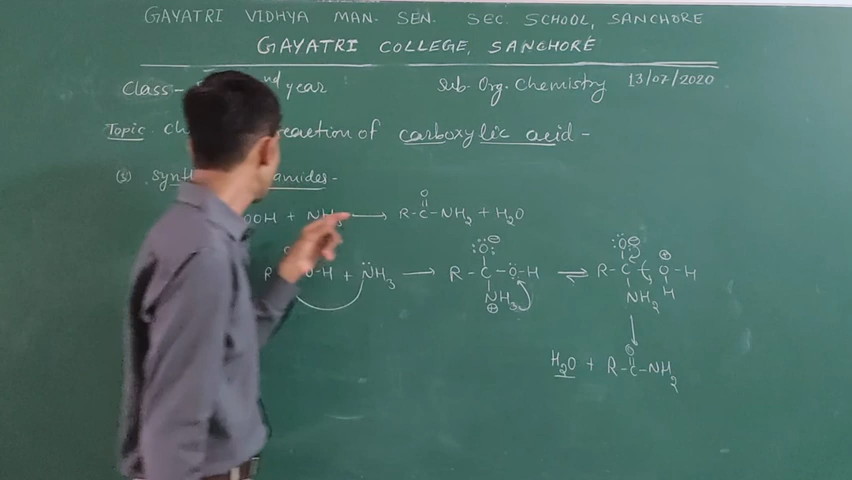 GAYATRI VIDHYA MAN. SEN. SEC. SCHOOL, SANCHORE
GAYATRI COLLEGE, SANCHORE
Class- nd year Sub. Org. Chemistry 13/07/2020
Topic. reaction of carboxylic acid -
(5) amides-
OOH + NH3 → R-C(=O)-NH2 + H2O
R + N̈H3 → R-C(-O⊖)(-NH3⊕)-Ö-H ⇌ R-C(-O⊖)(-NH2)-O⊕(-H)-H
H2O + R-C(=O)-NH2